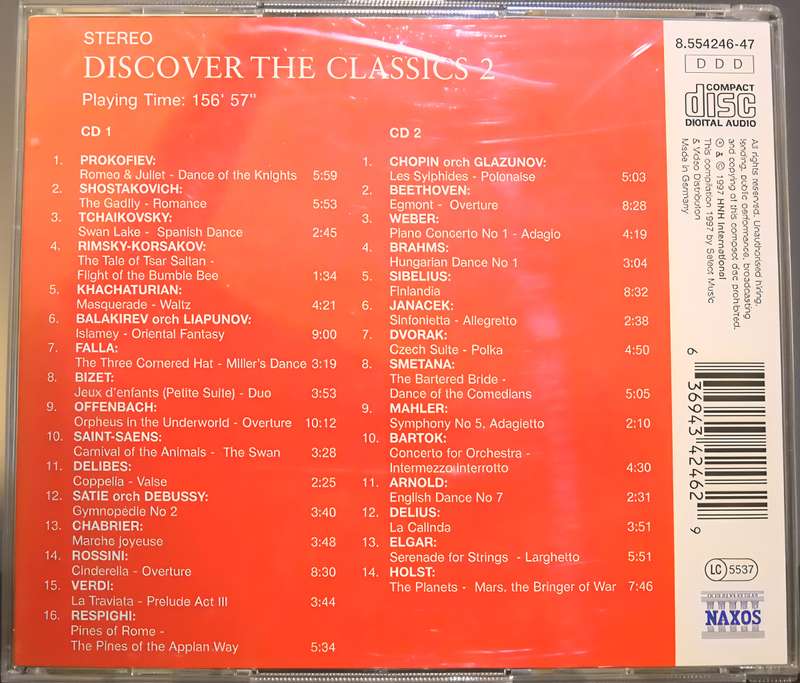 STEREO
DISCOVER THE CLASSICS 2
Playing Time: 156' 57"
CD 1
1. PROKOFIEV:
Romeo & Juliet - Dance of the Knights 5:59
2. SHOSTAKOVICH:
The Gadfly - Romance 5:53
3. TCHAIKOVSKY:
Swan Lake - Spanish Dance 2:45
4. RIMSKY-KORSAKOV:
The Tale of Tsar Saltan -
Flight of the Bumble Bee 1:34
5. KHACHATURIAN:
Masquerade - Waltz 4:21
6. BALAKIREV orch LIAPUNOV:
Islamey - Oriental Fantasy 9:00
7. FALLA:
The Three Cornered Hat - Miller's Dance 3:19
8. BIZET:
Jeux d'enfants (Petite Suite) - Duo 3:53
9. OFFENBACH:
Orpheus in the Underworld - Overture 10:12
10. SAINT-SAENS:
Carnival of the Animals - The Swan 3:28
11. DELIBES:
Coppelia - Valse 2:25
12. SATIE orch DEBUSSY:
Gymnopédie No 2 3:40
13. CHABRIER:
Marche joyeuse 3:48
14. ROSSINI:
Cinderella - Overture 8:30
15. VERDI:
La Traviata - Prelude Act III 3:44
16. RESPIGHI:
Pines of Rome -
The Pines of the Appian Way 5:34
CD 2
1. CHOPIN orch GLAZUNOV:
Les Sylphides - Polonaise 5:03
2. BEETHOVEN:
Egmont - Overture 8:28
3. WEBER:
Piano Concerto No 1 - Adagio 4:19
4. BRAHMS:
Hungarian Dance No 1 3:04
5. SIBELIUS:
Finlandia 8:32
6. JANACEK:
Sinfonietta - Allegretto 2:38
7. DVORAK:
Czech Suite - Polka 4:50
8. SMETANA:
The Bartered Bride -
Dance of the Comedians 5:05
9. MAHLER:
Symphony No 5, Adagietto 2:10
10. BARTOK:
Concerto for Orchestra -
Intermezzo Interrotto 4:30
11. ARNOLD:
English Dance No 7 2:31
12. DELIUS:
La Calinda 3:51
13. ELGAR:
Serenade for Strings - Larghetto 5:51
14. HOLST:
The Planets - Mars, the Bringer of War 7:46
8.554246-47
D D D
COMPACT
disc
DIGITAL AUDIO
All rights reserved. Unauthorised hiring,
lending, public performance, broadcasting
and copying of this compact disc prohibited.
℗ & © 1997 HNH International
This compilation 1997 by Select Music
& Video Distribution
Made in Germany
6 36943 42462 9
LC 5537
NAXOS